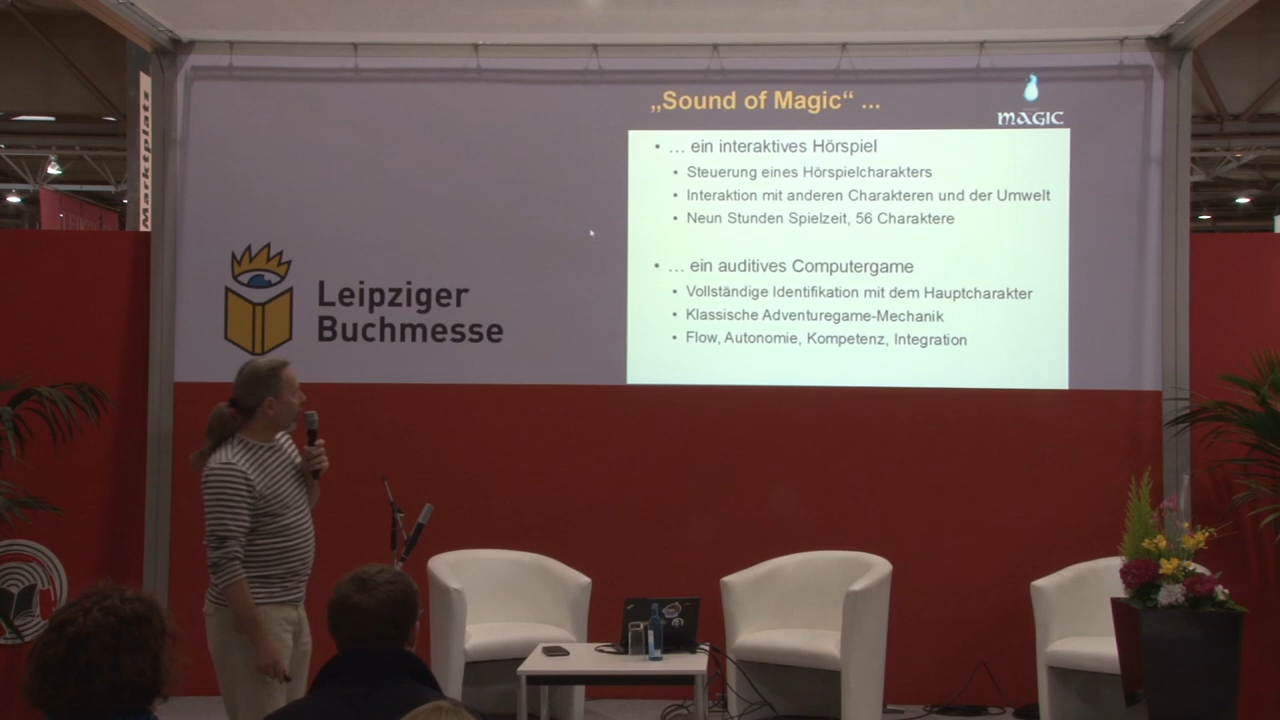 Marktplatz
Leipziger
Buchmesse
„Sound of Magic“ ...
MAGIC
• … ein interaktives Hörspiel
• Steuerung eines Hörspielcharakters
• Interaktion mit anderen Charakteren und der Umwelt
• Neun Stunden Spielzeit, 56 Charaktere
• … ein auditives Computergame
• Vollständige Identifikation mit dem Hauptcharakter
• Klassische Adventuregame-Mechanik
• Flow, Autonomie, Kompetenz, Integration